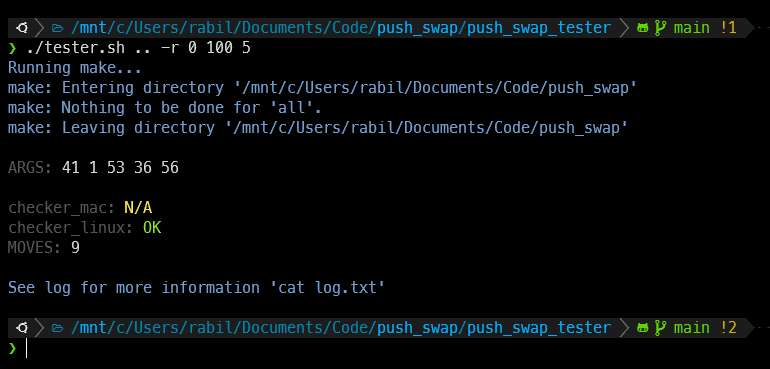 /mnt/c/Users/rabil/Documents/Code/push_swap/push_swap_tester main !1
❯ ./tester.sh .. -r 0 100 5
Running make...
make: Entering directory '/mnt/c/Users/rabil/Documents/Code/push_swap'
make: Nothing to be done for 'all'.
make: Leaving directory '/mnt/c/Users/rabil/Documents/Code/push_swap'
ARGS: 41 1 53 36 56
checker_mac: N/A
checker_linux: OK
MOVES: 9
See log for more information 'cat log.txt'
/mnt/c/Users/rabil/Documents/Code/push_swap/push_swap_tester main !2
❯